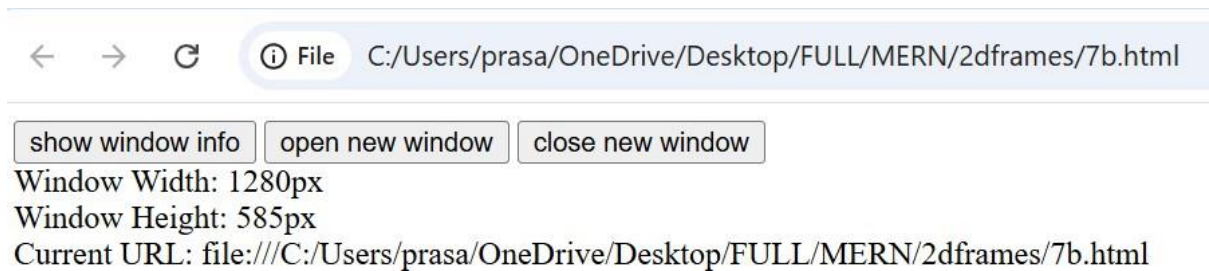 File C:/Users/prasa/OneDrive/Desktop/FULL/MERN/2dframes/7b.html
show window info open new window close new window
Window Width: 1280px
Window Height: 585px
Current URL: file:///C:/Users/prasa/OneDrive/Desktop/FULL/MERN/2dframes/7b.html